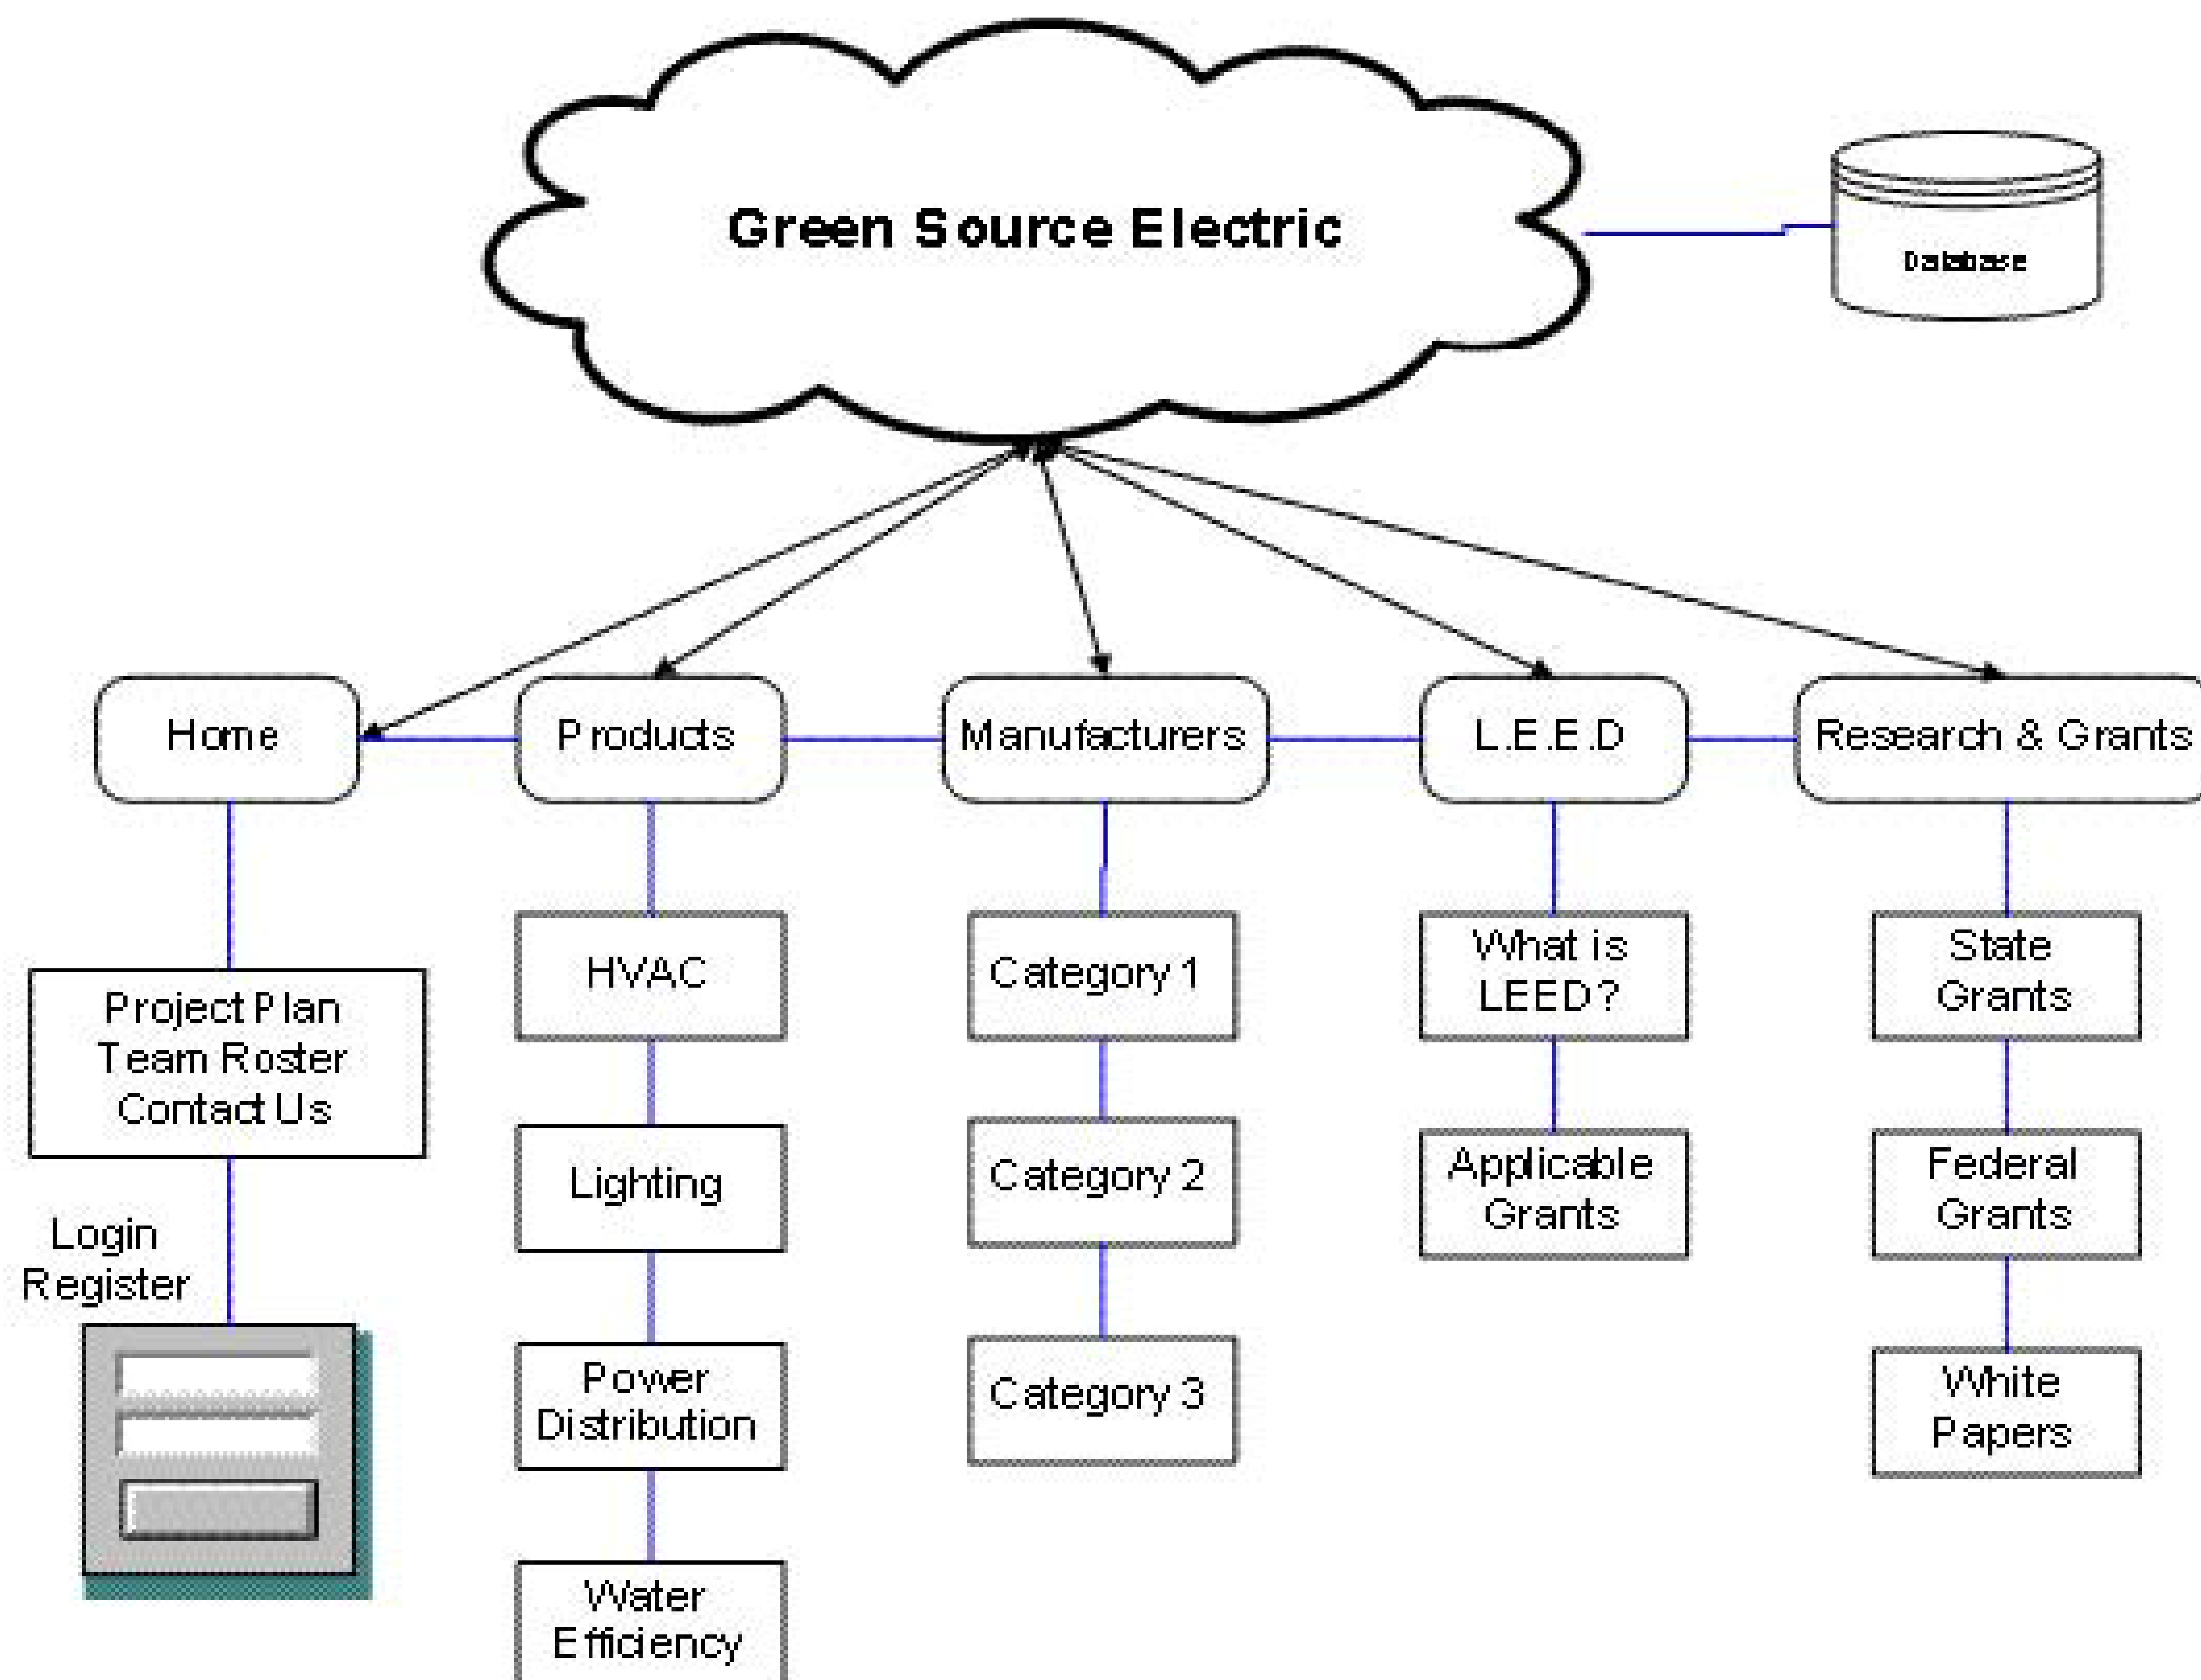 Green Source Electric
Database
Home
Products
Manufacturers
L.E.E.D
Research & Grants
Project Plan
Team Roster
Contact Us
Login
Register
HVAC
Lighting
Power
Distribution
Water
Efficiency
Category 1
Category 2
Category 3
What is
LEED?
Applicable
Grants
State
Grants
Federal
Grants
White
Papers